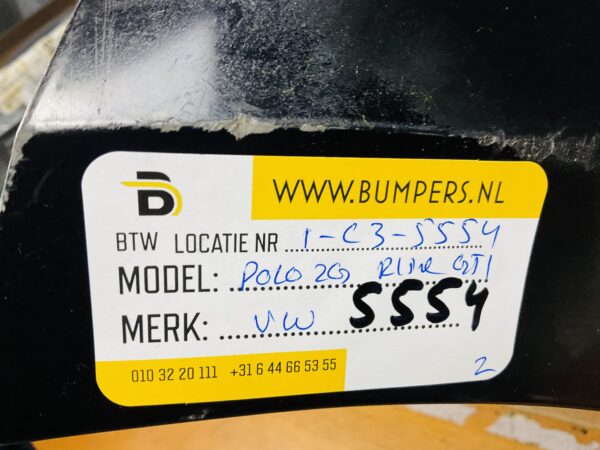 WWW.BUMPERS.NL
BTW LOCATIE NR 1-C3-5554
MODEL: POLO 2G RLINE GTI
MERK: VW 5554
010 32 20 111 +31 6 44 66 53 55
2